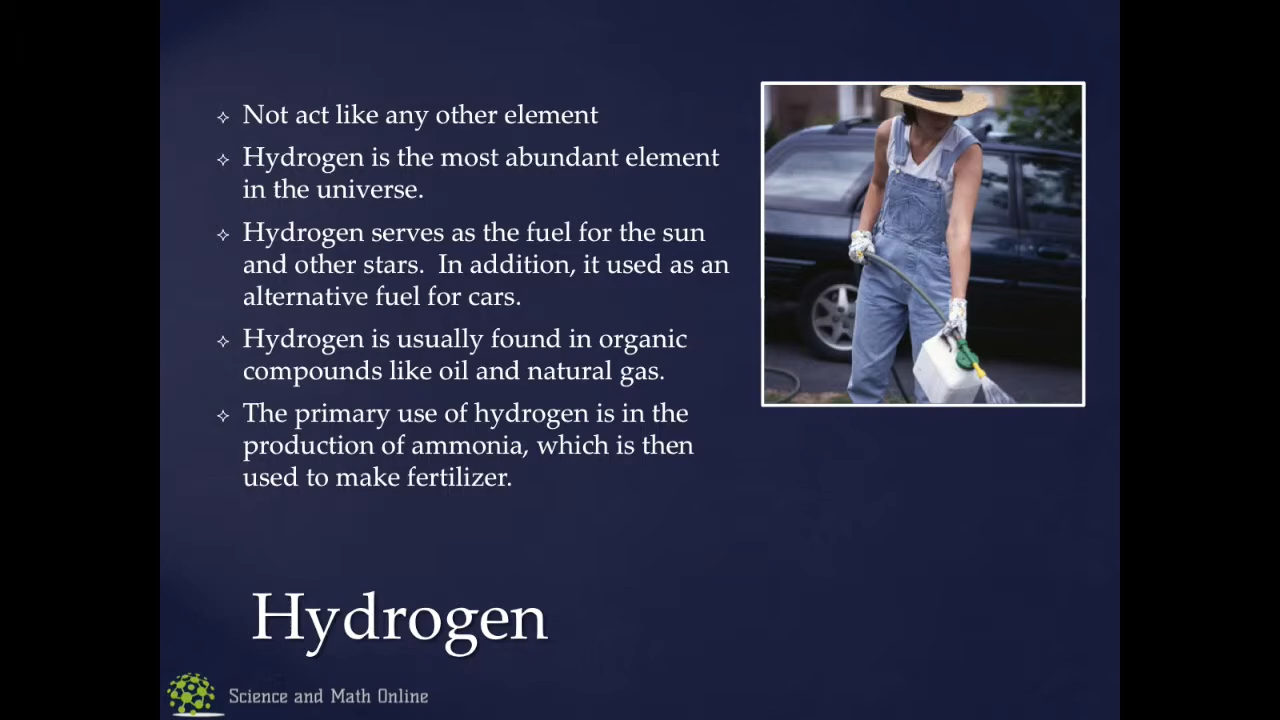 Not act like any other element
Hydrogen is the most abundant element
in the universe.
Hydrogen serves as the fuel for the sun
and other stars.  In addition, it used as an
alternative fuel for cars.
Hydrogen is usually found in organic
compounds like oil and natural gas.
The primary use of hydrogen is in the
production of ammonia, which is then
used to make fertilizer.
Hydrogen
Science and Math Online